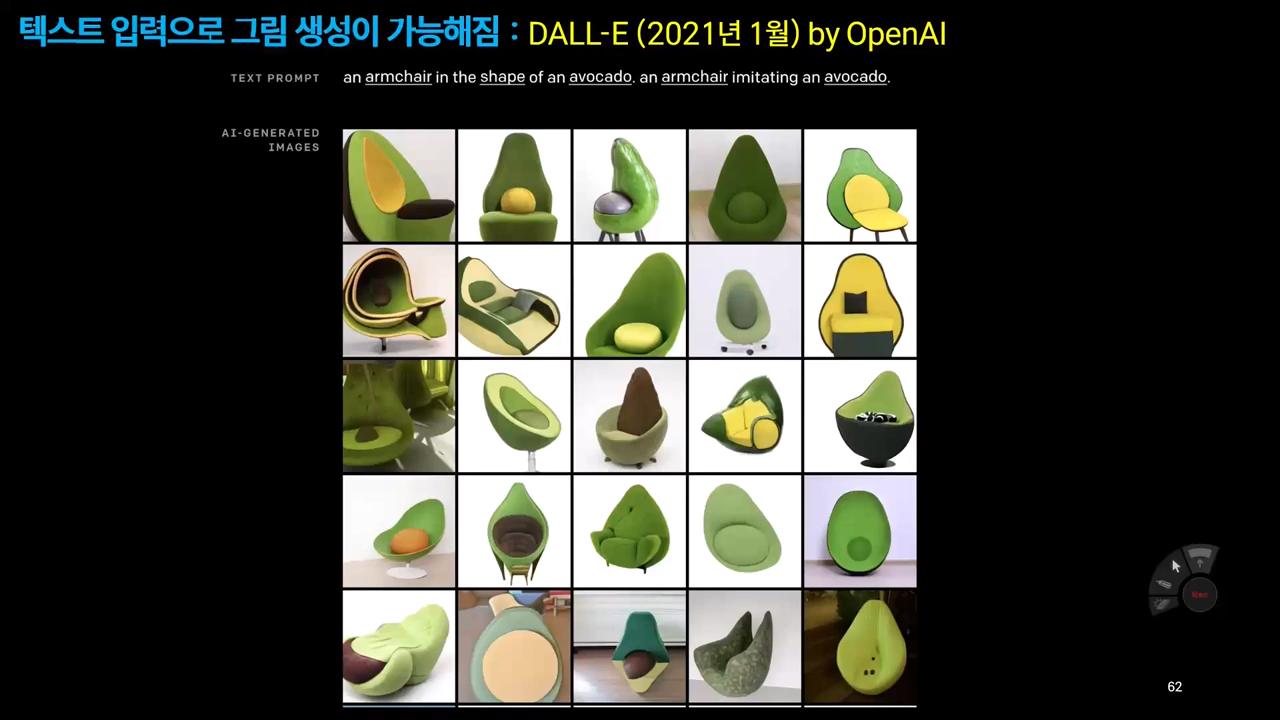 텍스트 입력으로 그림 생성이 가능해짐 : DALL-E (2021년 1월) by OpenAI
TEXT PROMPT
an armchair in the shape of an avocado. an armchair imitating an avocado.
AI-GENERATED
IMAGES
62